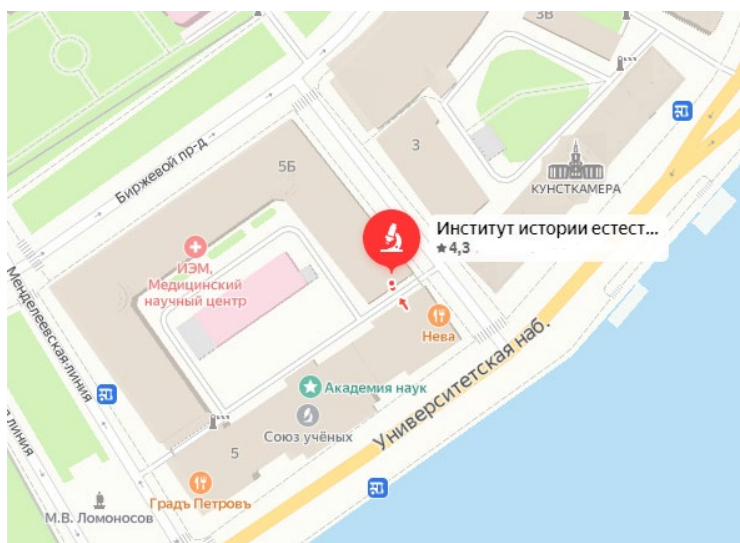 3В
Биржевой пр-д
5Б
3
КУНСТКАМЕРА
Институт истории естест...
4,3
ИЭМ,
Медицинский
научный центр
Менделеевская линия
Нева
Университетская наб.
Академия наук
Союз учёных
я линия
5
Градъ Петровъ
М.В. Ломоносов